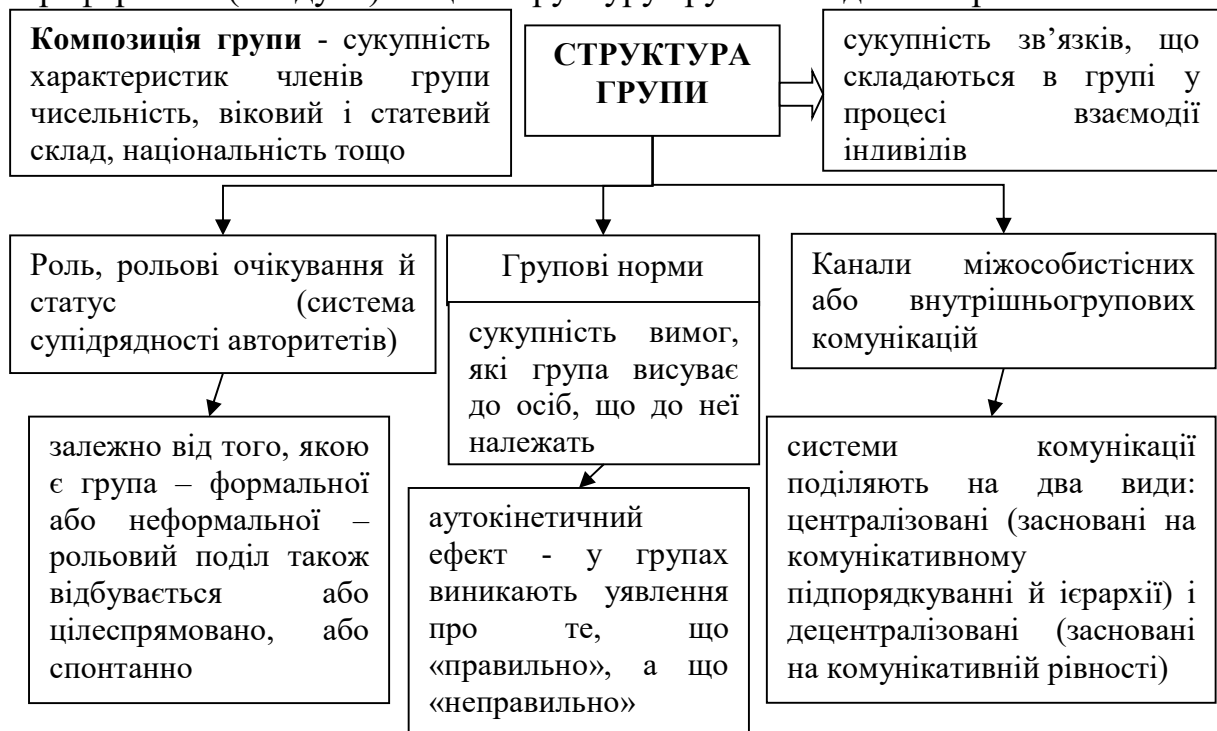 Композиція групи - сукупність
характеристик членів групи
чисельність, віковий і статевий
склад, національність тощо
СТРУКТУРА
ГРУПИ
сукупність зв’язків, що
складаються в групі у
процесі взаємодії
індивідів
Роль, рольові очікування й
статус (система
супідрядності авторитетів)
Групові норми
сукупність вимог,
які група висуває
до осіб, що до неї
належать
Канали міжособистісних
або внутрішньогрупових
комунікацій
залежно від того, якою
є група – формальної
або неформальної –
рольовий поділ також
відбувається або
цілеспрямовано, або
спонтанно
аутокінетичний
ефект - у групах
виникають уявлення
про те, що
«правильно», а що
«неправильно»
системи комунікації
поділяють на два види:
централізовані (засновані на
комунікативному
підпорядкуванні й ієрархії) і
децентралізовані (засновані
на комунікативній рівності)